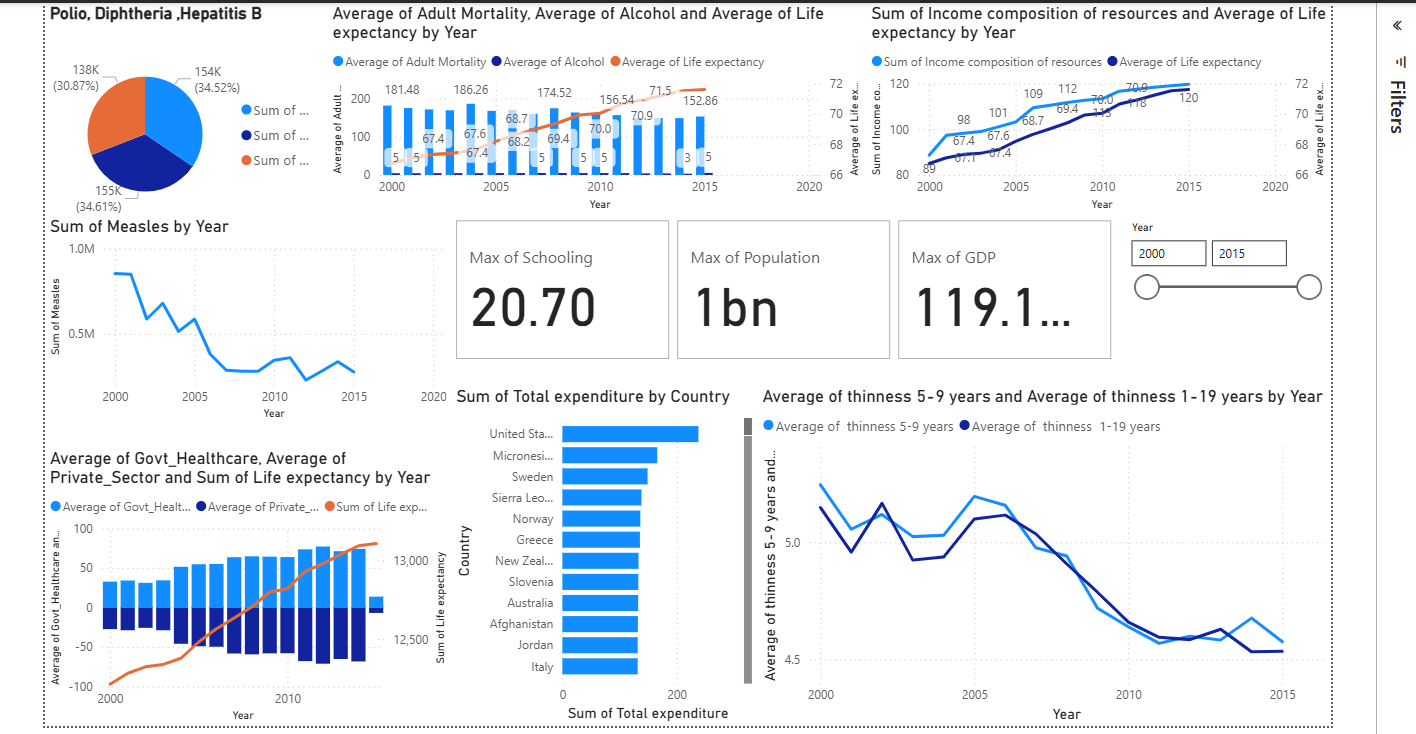 Polio, Diphtheria ,Hepatitis B
138K
(30.87%)
154K
(34.52%)
155K
(34.61%)
Sum of ...
Sum of ...
Sum of ...
Average of Adult Mortality, Average of Alcohol and Average of Life
expectancy by Year
Average of Adult Mortality
Average of Alcohol
Average of Life expectancy
Average of Adult ...
200
100
0
181.48
186.26
174.52
156.54
152.86
67.4
67.6
67.4
68.7
68.2
69.4
70.0
70.9
71.5
5
5
5
5
5
3
5
72
70
68
66
Average of Life ex...
2000
2005
2010
2015
2020
Year
Sum of Income composition of resources and Average of Life
expectancy by Year
Sum of Income composition of resources
Average of Life expectancy
Sum of Income co...
120
100
80
89
98
101
109
112
118
120
67.4
67.1
67.6
67.4
68.7
69.4
70.0
70.9
72
70
68
66
Average of Life ex...
2000
2005
2010
2015
2020
Year
Sum of Measles by Year
Sum of Measles
1.0M
0.5M
2000
2005
2010
2015
2020
Year
Max of Schooling
20.70
Max of Population
1bn
Max of GDP
119.1...
Year
2000
2015
Filters
Average of Govt_Healthcare, Average of
Private_Sector and Sum of Life expectancy by Year
Average of Govt_Healt...
Average of Private_...
Sum of Life exp...
Average of Govt_Healthcare an...
100
50
0
-50
-100
13,000
12,500
Sum of Life expectancy
2000
2010
Year
Sum of Total expenditure by Country
Country
United Sta...
Micronesi...
Sweden
Sierra Leo...
Norway
Greece
New Zeal...
Slovenia
Australia
Afghanistan
Jordan
Italy
0
200
Sum of Total expenditure
Average of thinness 5-9 years and Average of thinness 1-19 years by Year
Average of thinness 5-9 years
Average of thinness 1-19 years
Average of thinness 5-9 years and...
5.0
4.5
2000
2005
2010
2015
Year